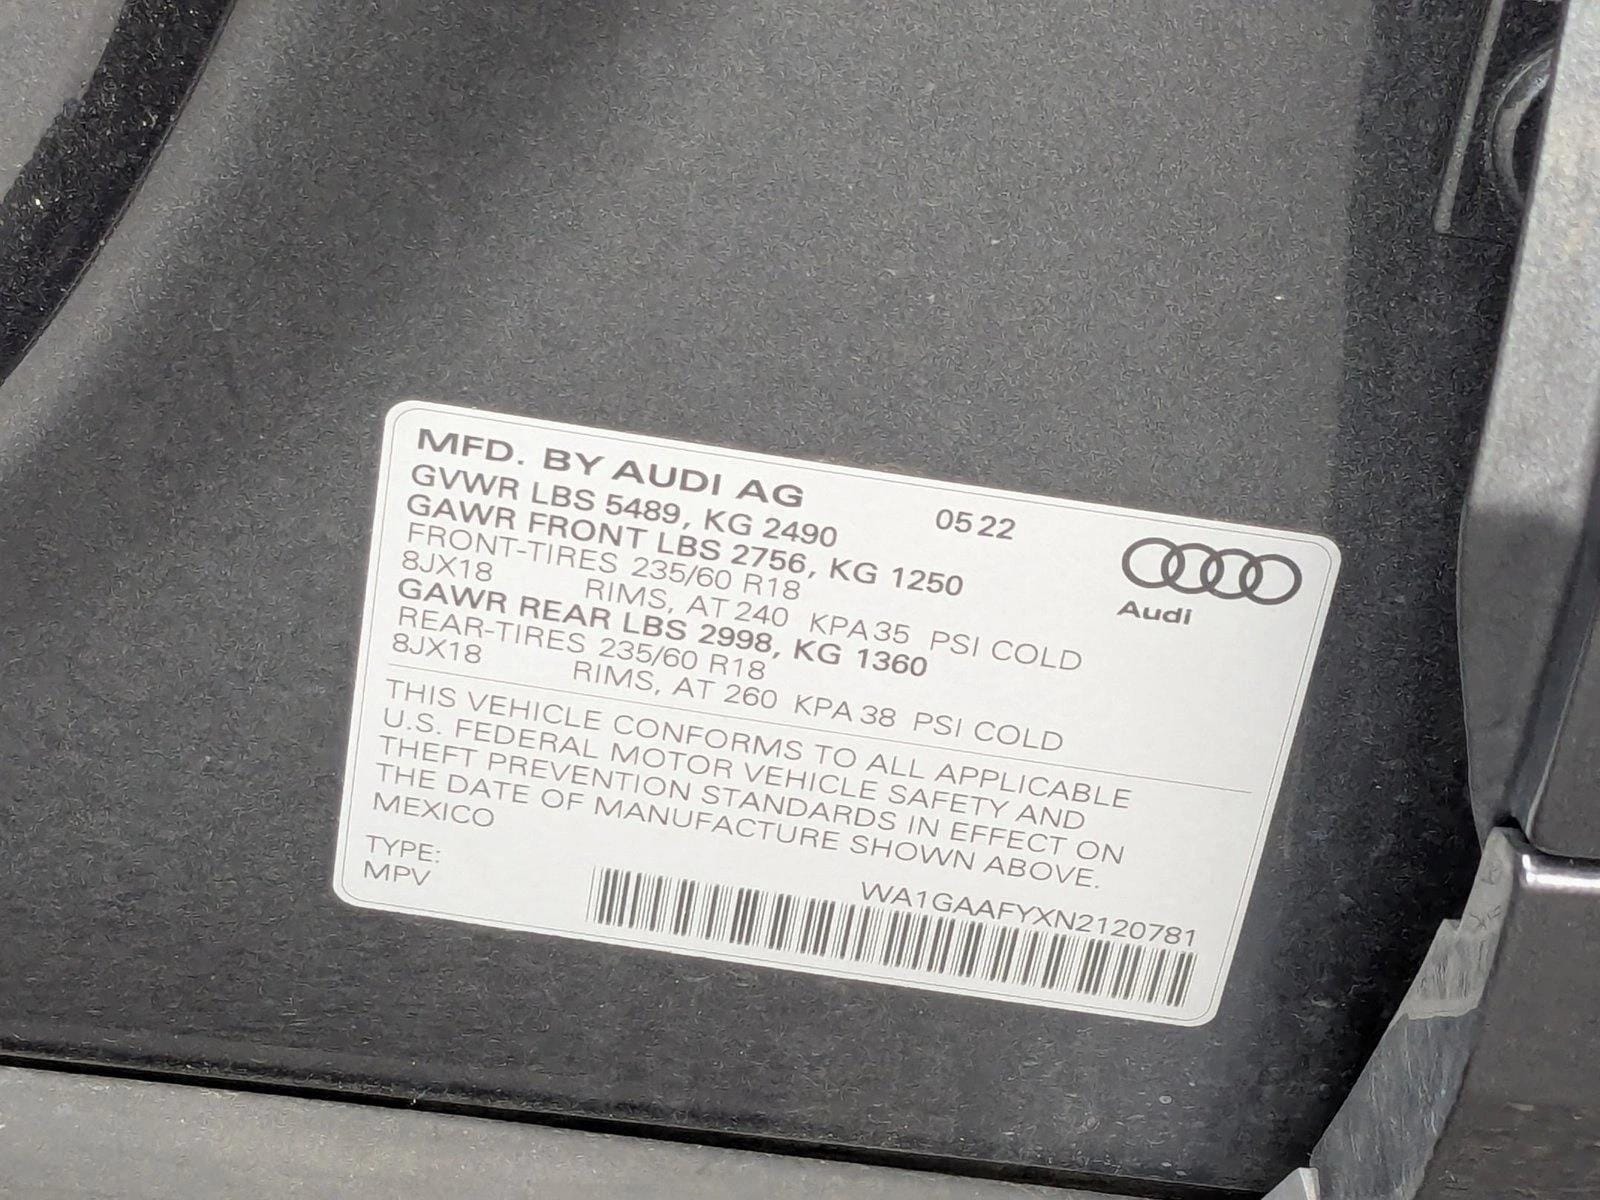 MFD. BY AUDI AG
GVWR LBS 5489, KG 2490 05 22
GAWR FRONT LBS 2756, KG 1250
FRONT-TIRES 235/60 R18
8JX18 RIMS, AT 240 KPA 35 PSI COLD
Audi
GAWR REAR LBS 2998, KG 1360
REAR-TIRES 235/60 R18
8JX18 RIMS, AT 260 KPA 38 PSI COLD
THIS VEHICLE CONFORMS TO ALL APPLICABLE
U.S. FEDERAL MOTOR VEHICLE SAFETY AND
THEFT PREVENTION STANDARDS IN EFFECT ON
THE DATE OF MANUFACTURE SHOWN ABOVE.
MEXICO
TYPE:
MPV
WA1GAAFYXN2120781